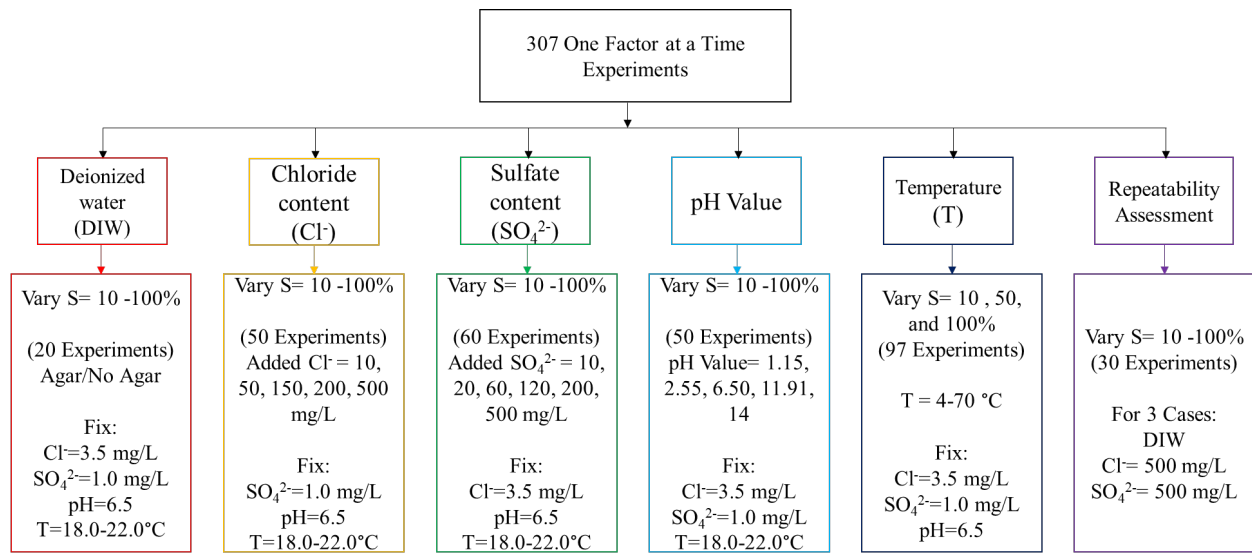 307 One Factor at a Time
Experiments
Deionized
water
(DIW)
Chloride
content
(Cl⁻)
Sulfate
content
(SO₄²⁻)
pH Value
Temperature
(T)
Repeatability
Assessment
Vary S= 10 -100%
(20 Experiments)
Agar/No Agar
Fix:
Cl⁻=3.5 mg/L
SO₄²⁻=1.0 mg/L
pH=6.5
T=18.0-22.0°C
Vary S= 10 -100%
(50 Experiments)
Added Cl⁻ = 10,
50, 150, 200, 500
mg/L
Fix:
SO₄²⁻=1.0 mg/L
pH=6.5
T=18.0-22.0°C
Vary S= 10 -100%
(60 Experiments)
Added SO₄²⁻ = 10,
20, 60, 120, 200,
500 mg/L
Fix:
Cl⁻=3.5 mg/L
pH=6.5
T=18.0-22.0°C
Vary S= 10 -100%
(50 Experiments)
pH Value= 1.15,
2.55, 6.50, 11.91,
14
Fix:
Cl⁻=3.5 mg/L
SO₄²⁻=1.0 mg/L
T=18.0-22.0°C
Vary S= 10 , 50,
and 100%
(97 Experiments)
T = 4-70 °C
Fix:
Cl⁻=3.5 mg/L
SO₄²⁻=1.0 mg/L
pH=6.5
Vary S= 10 -100%
(30 Experiments)
For 3 Cases:
DIW
Cl⁻= 500 mg/L
SO₄²⁻= 500 mg/L